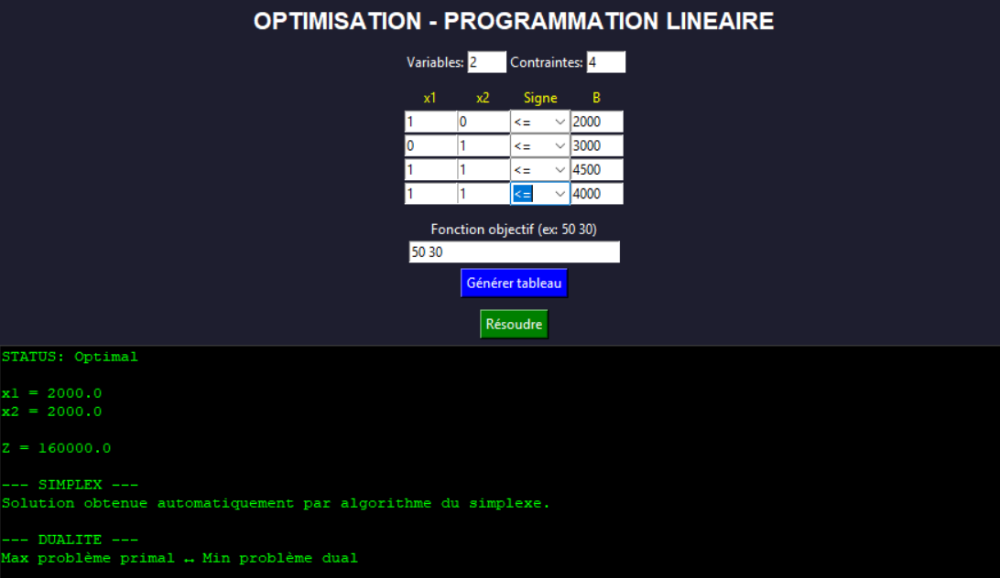 OPTIMISATION - PROGRAMMATION LINEAIRE
Variables: 2 Contraintes: 4
x1 x2 Signe B
1 0 <= 2000
0 1 <= 3000
1 1 <= 4500
1 1 <= 4000
Fonction objectif (ex: 50 30)
50 30
Générer tableau
Résoudre
STATUS: Optimal
x1 = 2000.0
x2 = 2000.0
Z = 160000.0
--- SIMPLEX ---
Solution obtenue automatiquement par algorithme du simplexe.
--- DUALITE ---
Max problème primal ↔ Min problème dual